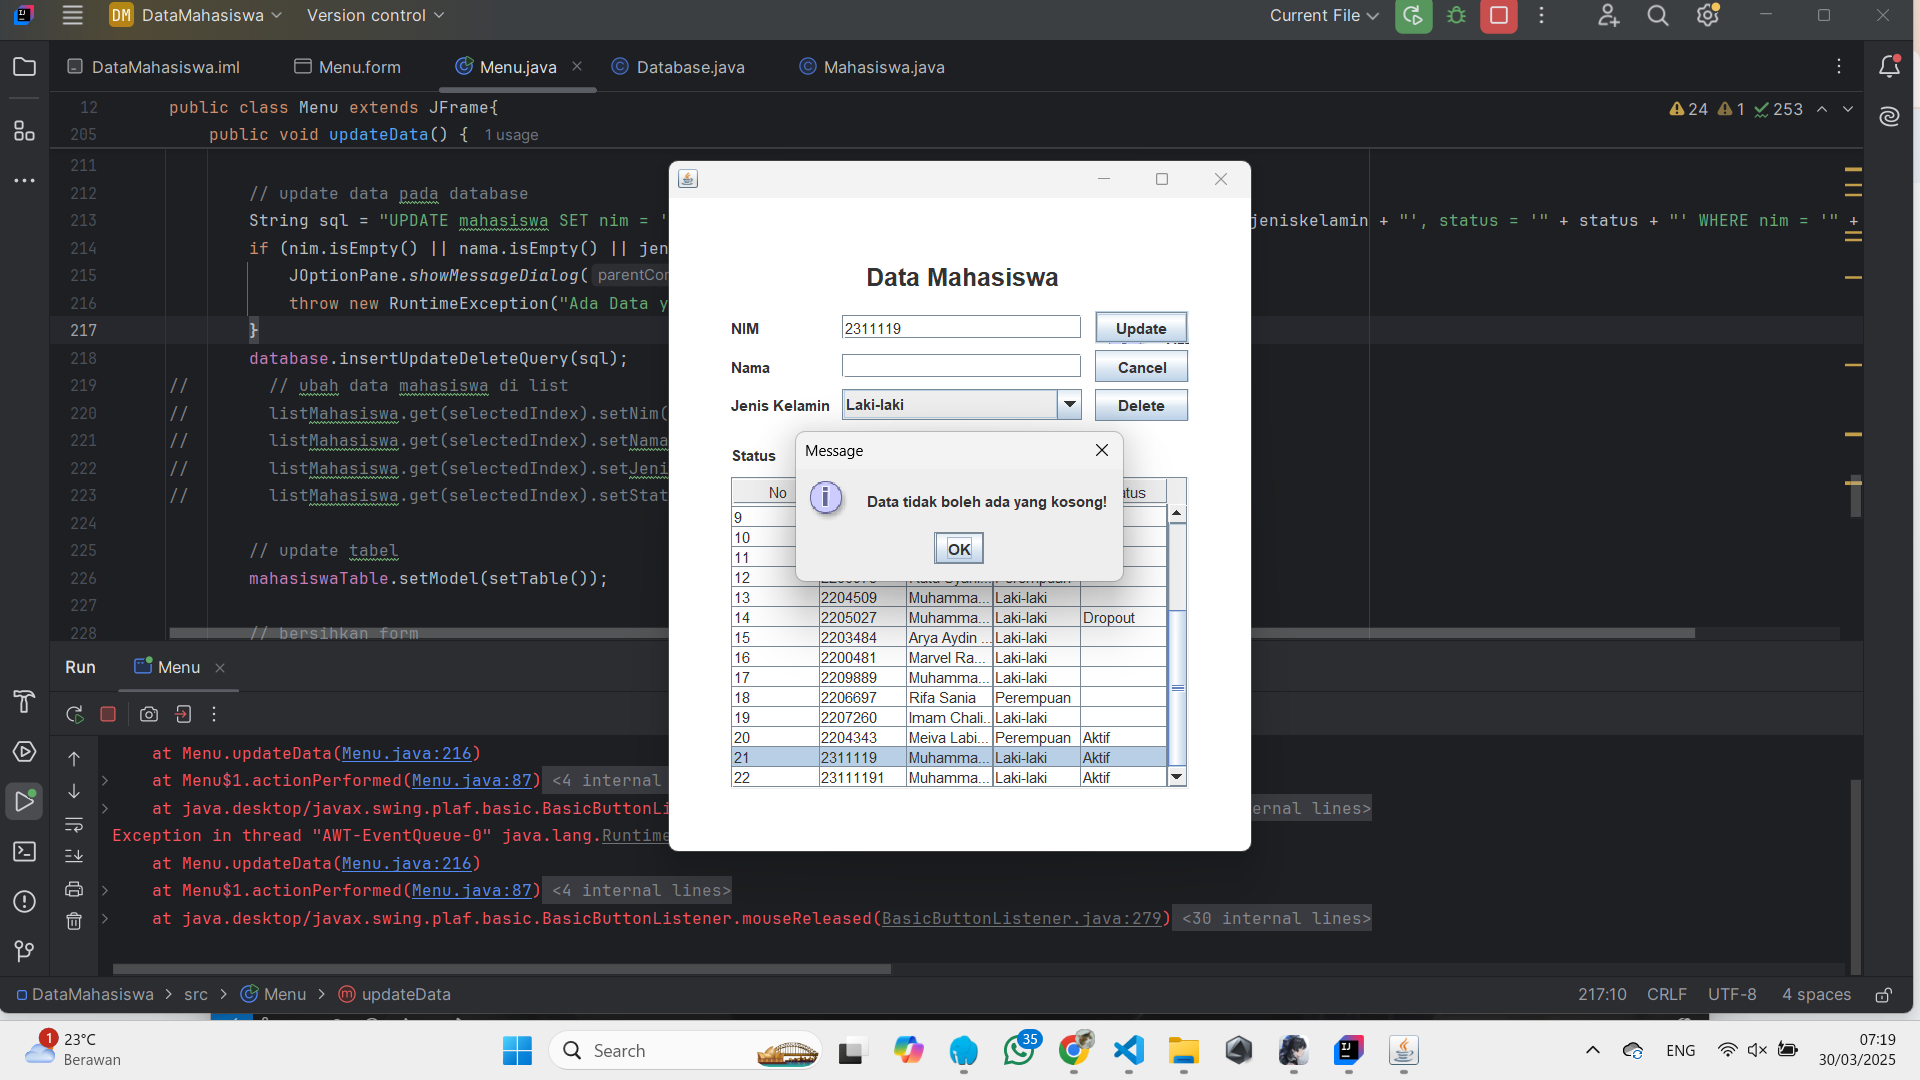 DM DataMahasiswa Version control Current File
DataMahasiswa.iml Menu.form Menu.java Database.java Mahasiswa.java
12 public class Menu extends JFrame{ 24 1 253
205 public void updateData() { 1 usage
211
212 // update data pada database
213 String sql = "UPDATE mahasiswa SET nim = ' jeniskelamin + "', status = '" + status + "' WHERE nim = '" +
214 if (nim.isEmpty() || nama.isEmpty() || jen
215 JOptionPane.showMessageDialog( parentCor
216 throw new RuntimeException("Ada Data y
217 }
218 database.insertUpdateDeleteQuery(sql);
219 // // ubah data mahasiswa di list
220 // listMahasiswa.get(selectedIndex).setNim(
221 // listMahasiswa.get(selectedIndex).setNama
222 // listMahasiswa.get(selectedIndex).setJeni
223 // listMahasiswa.get(selectedIndex).setStat
224
225 // update tabel
226 mahasiswaTable.setModel(setTable());
227
228 // bersihkan form
Data Mahasiswa
NIM 2311119 Update
Nama Cancel
Jenis Kelamin Laki-laki Delete
Status
Message
Data tidak boleh ada yang kosong!
OK
No tus
9
10
11
12
13 2204509 Muhamma... Laki-laki
14 2205027 Muhamma... Laki-laki Dropout
15 2203484 Arya Aydin ... Laki-laki
16 2200481 Marvel Ra... Laki-laki
17 2209889 Muhamma... Laki-laki
18 2206697 Rifa Sania Perempuan
19 2207260 Imam Chali... Laki-laki
20 2204343 Meiva Labi... Perempuan Aktif
21 2311119 Muhamma... Laki-laki Aktif
22 23111191 Muhamma... Laki-laki Aktif
Run Menu
at Menu.updateData(Menu.java:216)
at Menu$1.actionPerformed(Menu.java:87) <4 internal
at java.desktop/javax.swing.plaf.basic.BasicButtonLi ernal lines>
Exception in thread "AWT-EventQueue-0" java.lang.Runtime
at Menu.updateData(Menu.java:216)
at Menu$1.actionPerformed(Menu.java:87) <4 internal lines>
at java.desktop/javax.swing.plaf.basic.BasicButtonListener.mouseReleased(BasicButtonListener.java:279) <30 internal lines>
DataMahasiswa > src > Menu > updateData 217:10 CRLF UTF-8 4 spaces
1 23°C
Berawan
Search
35
ENG
07:19
30/03/2025